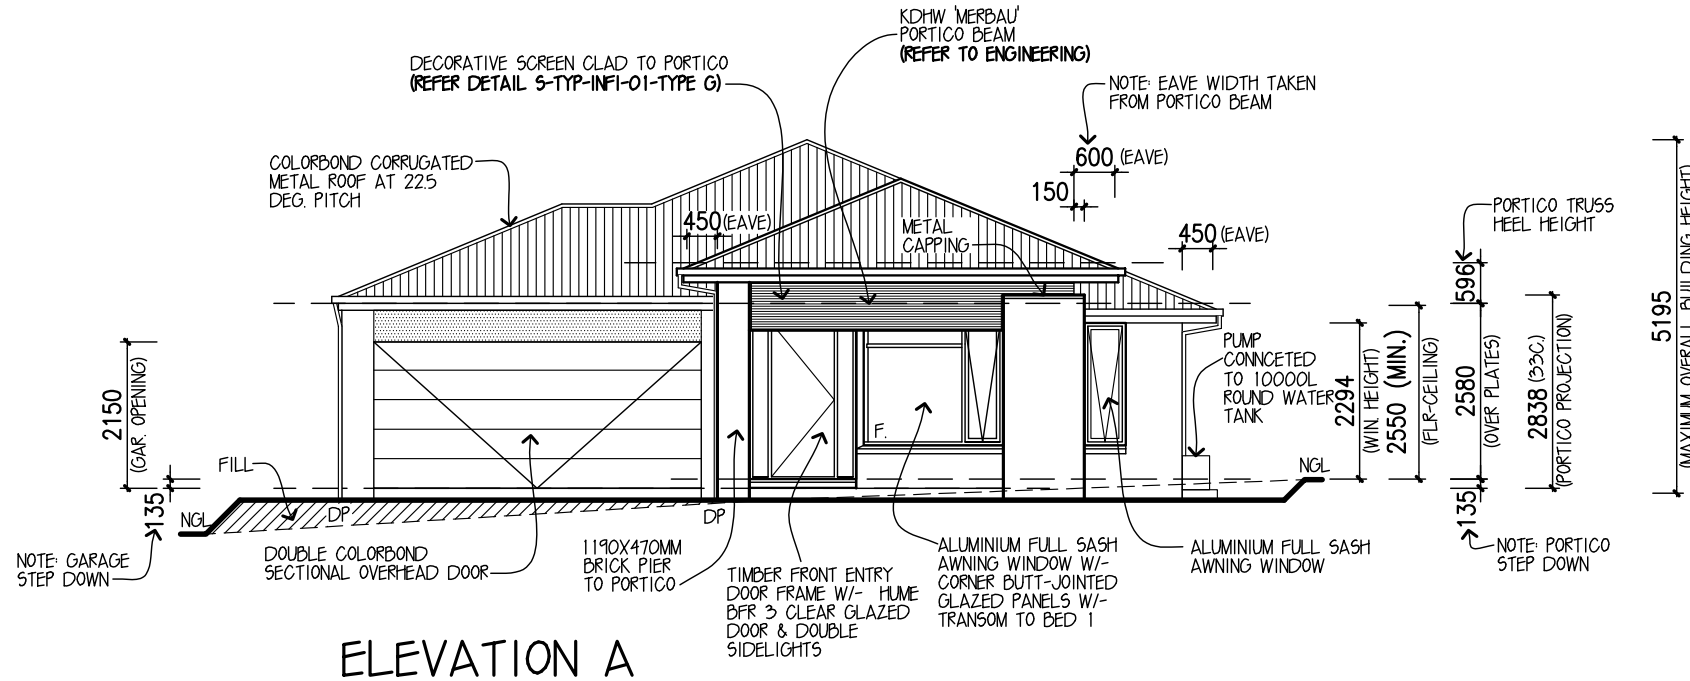 KDHW 'MERBAU'
PORTICO BEAM
(REFER TO ENGINEERING)
DECORATIVE SCREEN CLAD TO PORTICO
(REFER DETAIL S-TYP-INFI-01-TYPE G)
NOTE: EAVE WIDTH TAKEN
FROM PORTICO BEAM
600 (EAVE)
150
COLORBOND CORRUGATED
METAL ROOF AT 22.5
DEG. PITCH
450 (EAVE)
METAL
CAPPING
450 (EAVE)
PORTICO TRUSS
HEEL HEIGHT
596
5195
(MAXIMUM OVERALL BUILDING HEIGHT)
PUMP
CONNCETED
TO 10000L
ROUND WATER
TANK
2294
(WIN. HEIGHT)
2550 (MIN.)
(FLR-CEILING)
2580
(OVER PLATES)
2838 (33C.)
(PORTICO PROJECTION)
2150
(GAR. OPENING)
F.
FILL
NGL
135
NGL
135
DP
DP
NOTE: GARAGE
STEP DOWN
DOUBLE COLORBOND
SECTIONAL OVERHEAD DOOR
1190X470MM
BRICK PIER
TO PORTICO
TIMBER FRONT ENTRY
DOOR FRAME W/- HUME
BFR 3 CLEAR GLAZED
DOOR & DOUBLE
SIDELIGHTS
ALUMINIUM FULL SASH
AWNING WINDOW W/-
CORNER BUTT-JOINTED
GLAZED PANELS W/-
TRANSOM TO BED 1
ALUMINIUM FULL SASH
AWNING WINDOW
NOTE: PORTICO
STEP DOWN
ELEVATION A